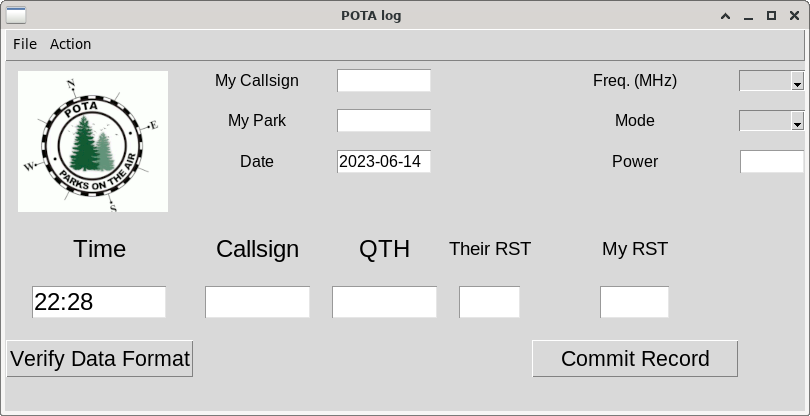 POTA log
File Action
N
POTA
E
W
PARKS ON THE AIR
S
My Callsign
Freq. (MHz)
My Park
Mode
Date 2023-06-14
Power
Time Callsign QTH Their RST My RST
22:28
Verify Data Format Commit Record